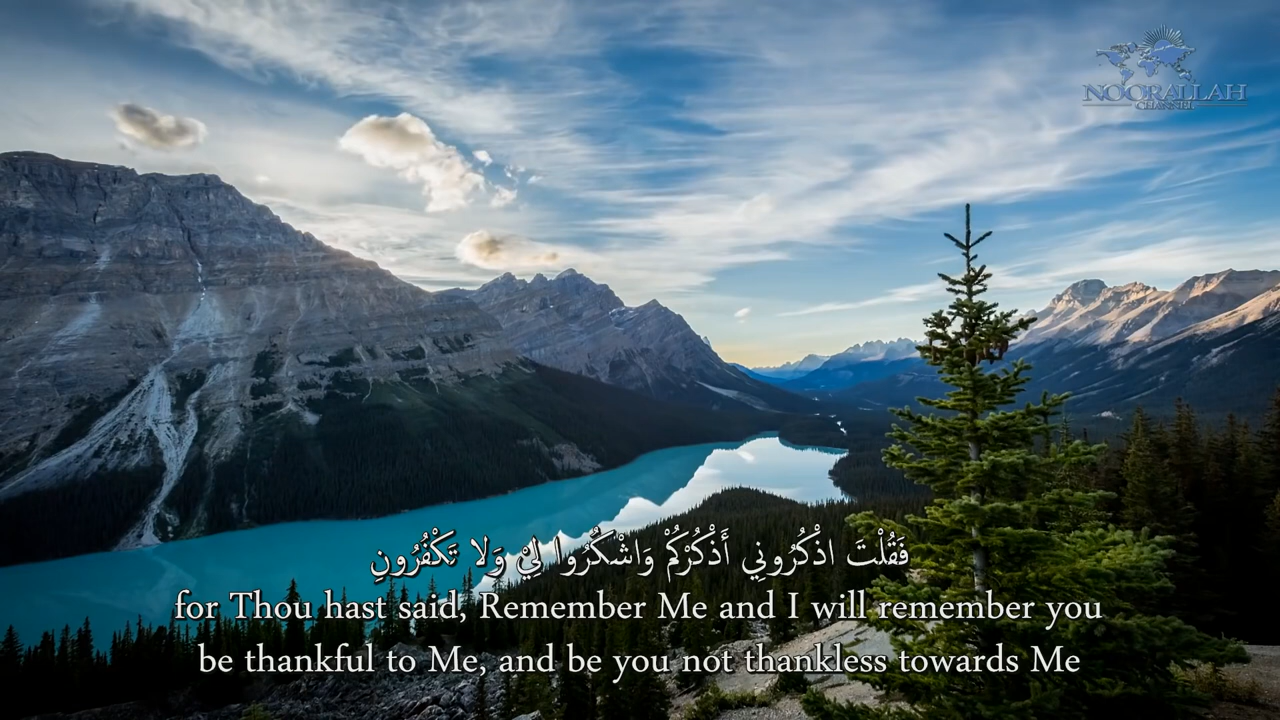 NOORALLAH
CHANNEL
فَقُلْتَ اذْكُرُونِي أَذْكُرْكُمْ وَاشْكُرُوا لِيْ وَلا تَكْفُرُونِ
for Thou hast said, Remember Me and I will remember you
be thankful to Me, and be you not thankless towards Me